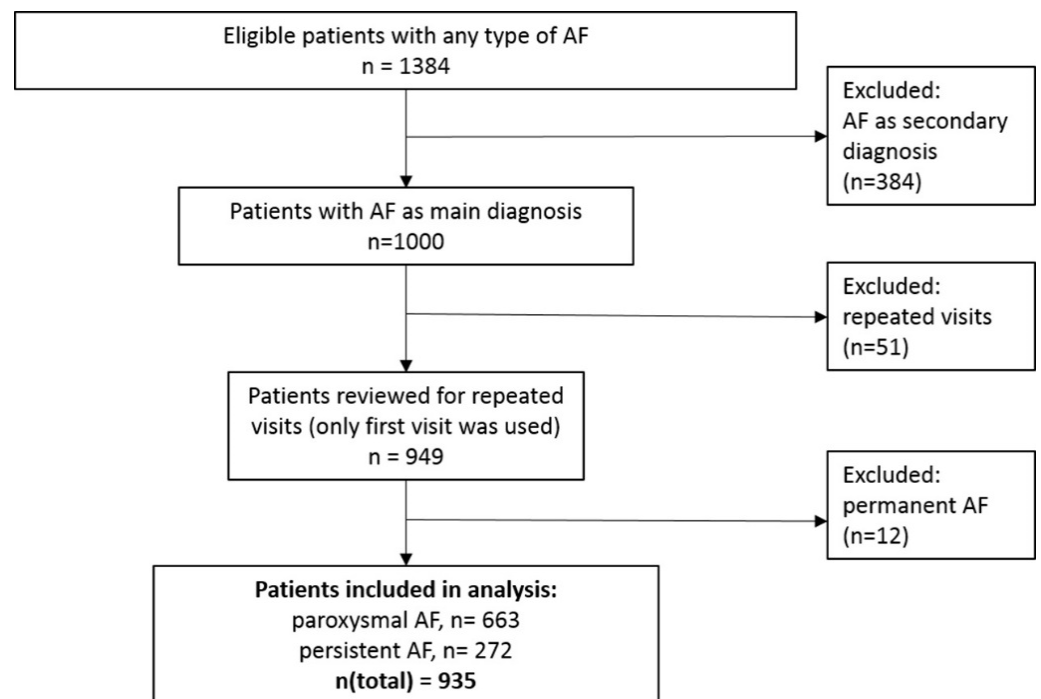 Eligible patients with any type of AF
n = 1384
Excluded:
AF as secondary
diagnosis
(n=384)
Patients with AF as main diagnosis
n=1000
Excluded:
repeated visits
(n=51)
Patients reviewed for repeated
visits (only first visit was used)
n = 949
Excluded:
permanent AF
(n=12)
Patients included in analysis:
paroxysmal AF, n= 663
persistent AF, n= 272
n(total) = 935